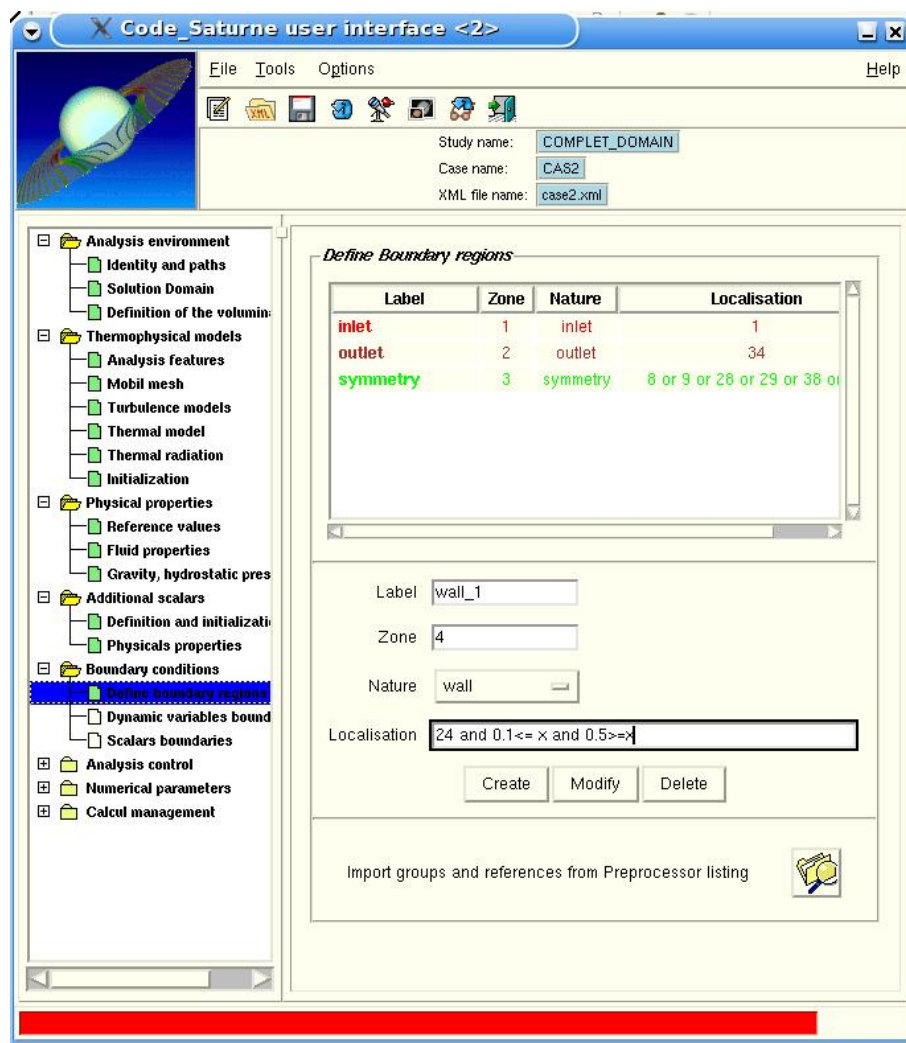 Code_Saturne user interface <2>
File Tools Options Help
XML
Study name: COMPLET_DOMAIN
Case name: CAS2
XML file name: case2.xml
Analysis environment
Identity and paths
Solution Domain
Definition of the volumin
Thermophysical models
Analysis features
Mobil mesh
Turbulence models
Thermal model
Thermal radiation
Initialization
Physical properties
Reference values
Fluid properties
Gravity, hydrostatic pres
Additional scalars
Definition and initializati
Physicals properties
Boundary conditions
Define boundary regions
Dynamic variables bound
Scalars boundaries
Analysis control
Numerical parameters
Calcul management
Define Boundary regions
Label Zone Nature Localisation
inlet 1 inlet 1
outlet 2 outlet 34
symmetry 3 symmetry 8 or 9 or 28 or 29 or 38 or
Label wall_1
Zone 4
Nature wall
Localisation 24 and 0.1<= x and 0.5>=x
Create Modify Delete
Import groups and references from Preprocessor listing